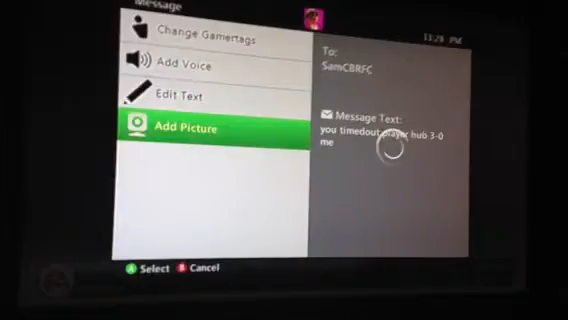 Message
11:28 PM
Change Gamertags
Add Voice
Edit Text
Add Picture
To:
SamCBRFC
Message Text:
you timedout player hub 3-0
me
A Select B Cancel